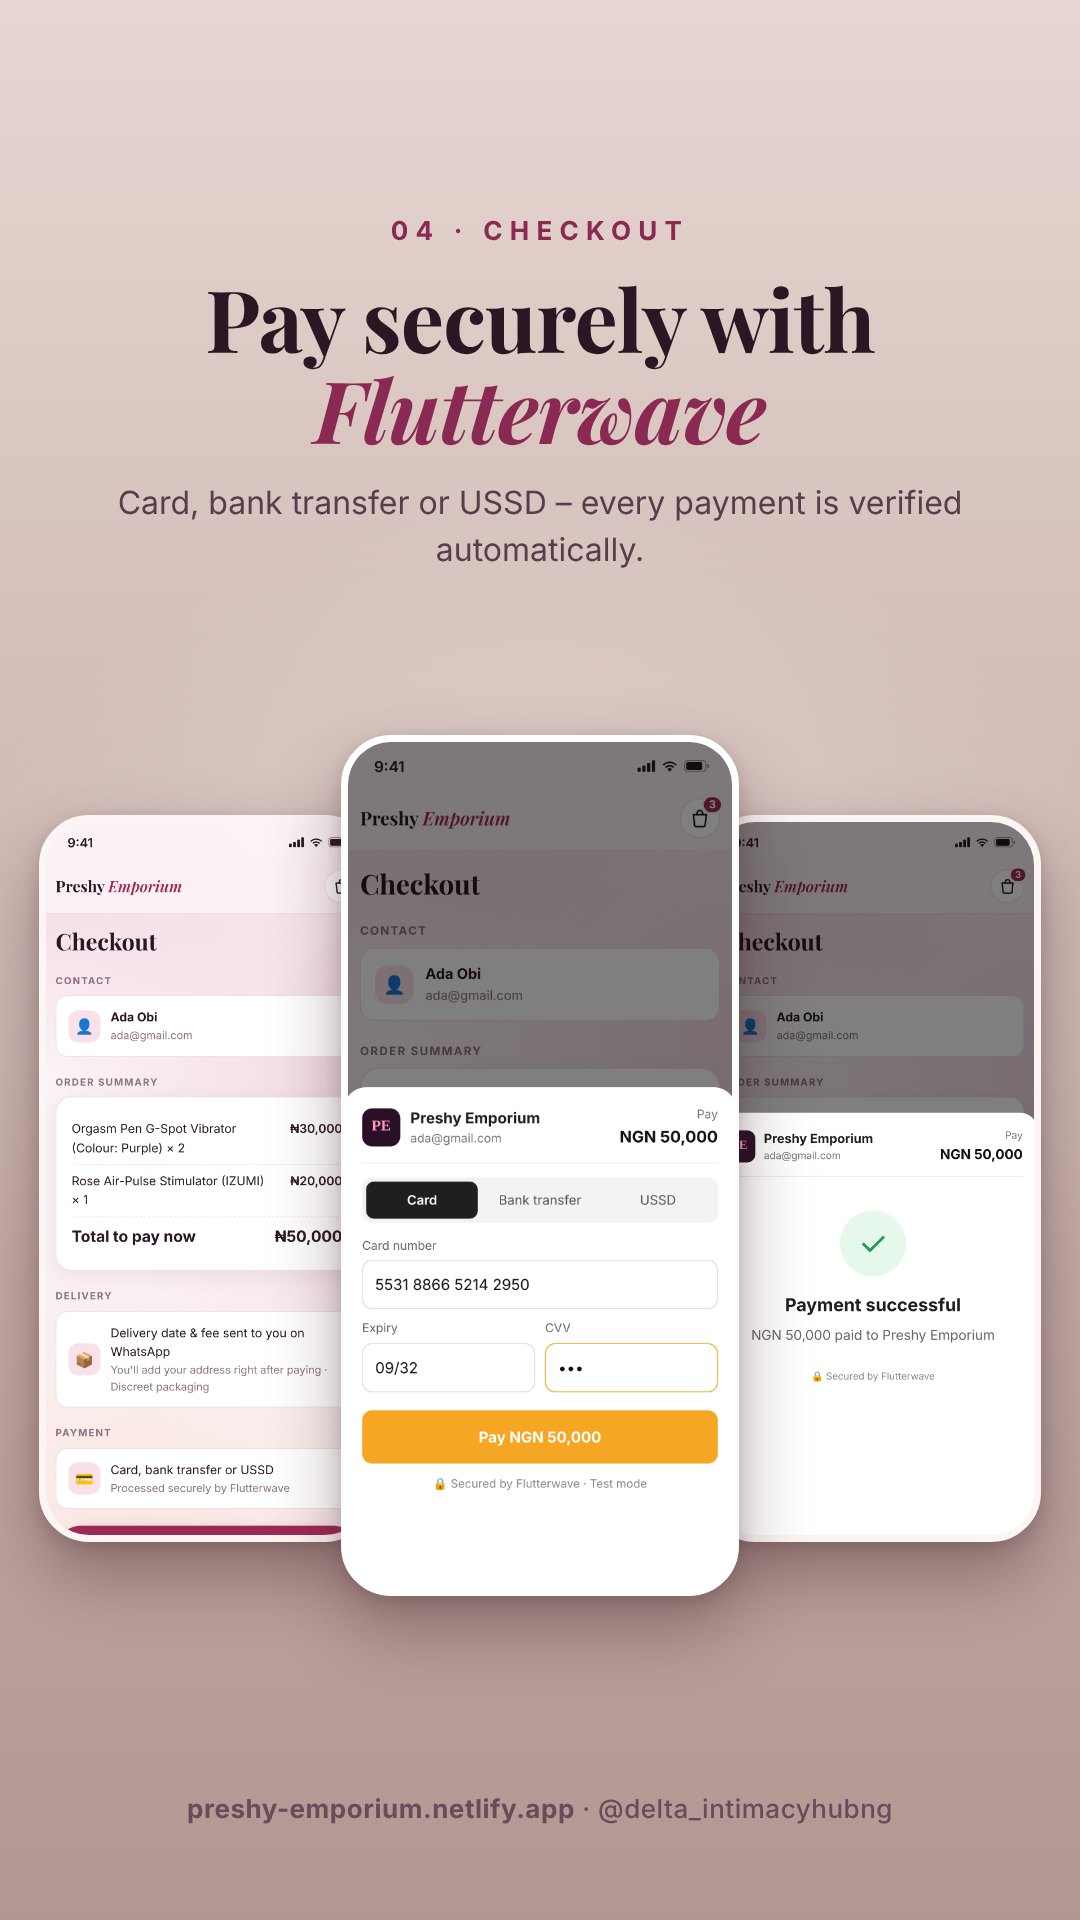 04 · CHECKOUT
Pay securely with
Flutterwave
Card, bank transfer or USSD – every payment is verified
automatically.
9:41
Preshy Emporium
Checkout
CONTACT
Ada Obi
ada@gmail.com
ORDER SUMMARY
Orgasm Pen G-Spot Vibrator
(Colour: Purple) × 2
₦30,000
Rose Air-Pulse Stimulator (IZUMI)
× 1
₦20,000
Total to pay now
₦50,000
DELIVERY
Delivery date & fee sent to you on
WhatsApp
You'll add your address right after paying ·
Discreet packaging
PAYMENT
Card, bank transfer or USSD
Processed securely by Flutterwave
9:41
Preshy Emporium
3
Checkout
CONTACT
Ada Obi
ada@gmail.com
ORDER SUMMARY
PE
Preshy Emporium
ada@gmail.com
Pay
NGN 50,000
Card
Bank transfer
USSD
Card number
5531 8866 5214 2950
Expiry
CVV
09/32
•••
Pay NGN 50,000
🔒 Secured by Flutterwave · Test mode
9:41
eshy Emporium
3
heckout
NTACT
Ada Obi
ada@gmail.com
DER SUMMARY
E
Preshy Emporium
ada@gmail.com
Pay
NGN 50,000
Payment successful
NGN 50,000 paid to Preshy Emporium
🔒 Secured by Flutterwave
preshy-emporium.netlify.app · @delta_intimacyhubng